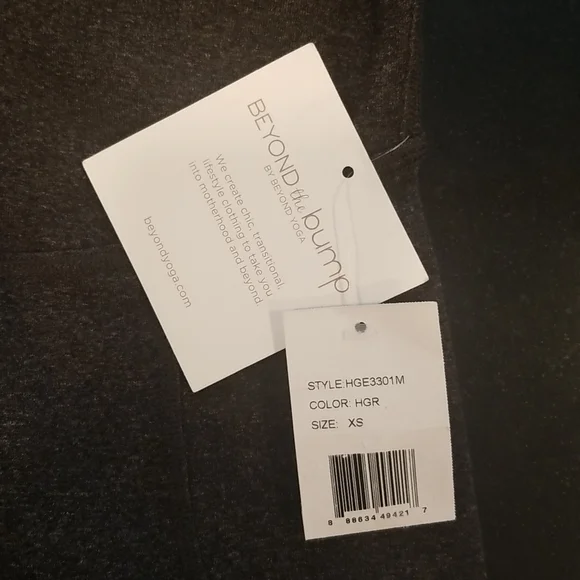 BEYOND the bump
BY BEYOND YOGA
We create chic, transitional,
lifestyle clothing to take you
into motherhood and beyond
beyondyoga.com
STYLE:HGE3301M
COLOR: HGR
SIZE: XS
8 88634 49421 7